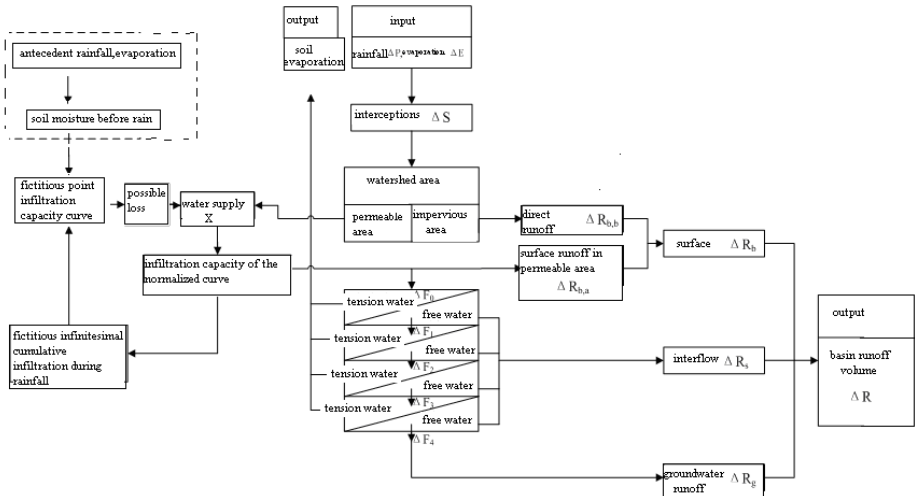 output
soil
evaporation
input
rainfall ΔP, evaporation ΔE
antecedent rainfall,evaporation
soil moisture before rain
interceptions ΔS
fictitious point
infiltration
capacity curve
possible
loss
water supply
X
watershed area
permeable
area
impervious
area
direct
runoff
ΔR_{b,b}
surface ΔR_b
infiltration capacity of the
normalized curve
surface runoff in
permeable area
ΔR_{b,a}
ΔF_0
tension water
free water
ΔF_1
tension water
free water
ΔF_2
tension water
free water
ΔF_3
tension water
free water
ΔF_4
fictitious infinitesimal
cumulative
infiltration during
rainfall
interflow ΔR_s
output
basin runoff
volume
ΔR
groundwater
runoff
ΔR_g